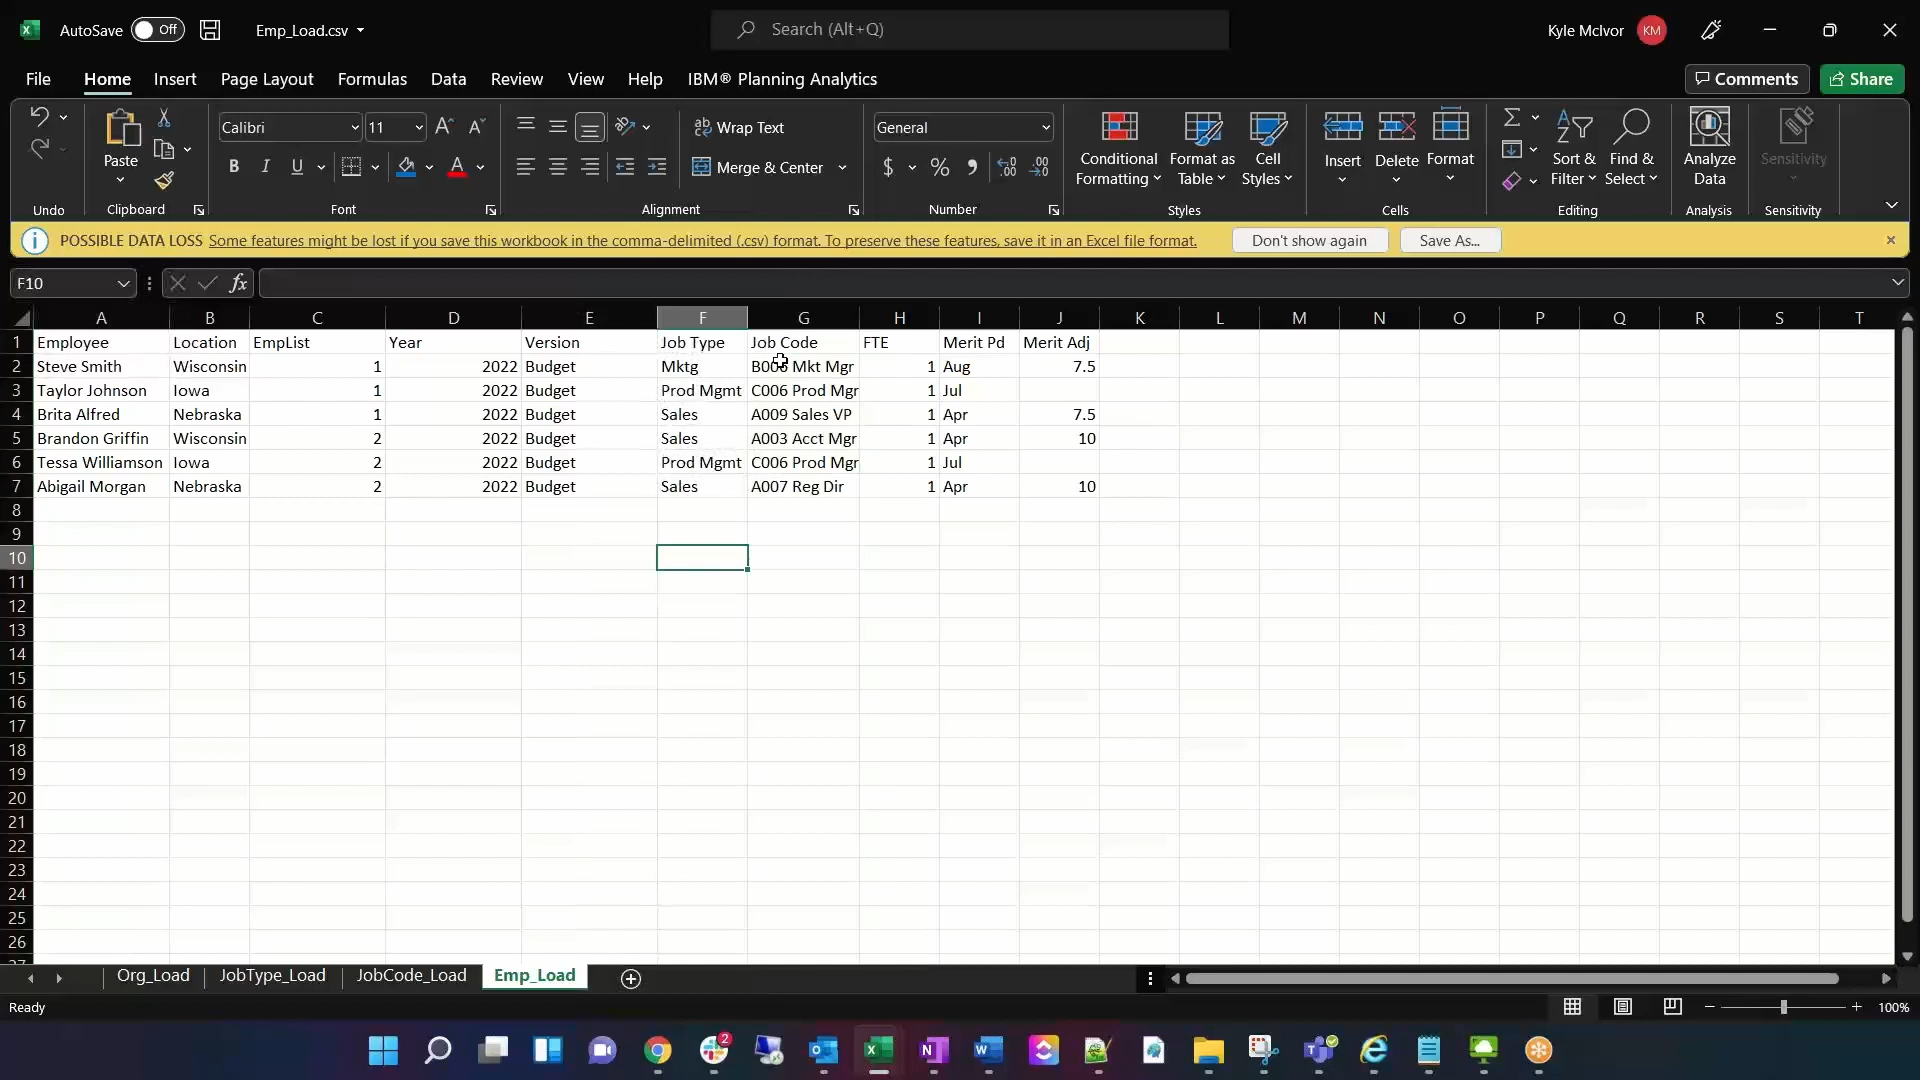 AutoSave Off Emp_Load.csv Search (Alt+Q) Kyle McIvor KM
File Home Insert Page Layout Formulas Data Review View Help IBM® Planning Analytics Comments Share
Paste Calibri 11 B I U A Wrap Text Merge & Center General $ % Conditional Formatting Format as Table Cell Styles Insert Delete Format Sort & Filter Find & Select Analyze Data Sensitivity
Undo Clipboard Font Alignment Number Styles Cells Editing Analysis Sensitivity
POSSIBLE DATA LOSS Some features might be lost if you save this workbook in the comma-delimited (.csv) format. To preserve these features, save it in an Excel file format. Don't show again Save As...
F10 fx
A B C D E F G H I J K L M N O P Q R S T
1 Employee Location EmpList Year Version Job Type Job Code FTE Merit Pd Merit Adj
2 Steve Smith Wisconsin 1 2022 Budget Mktg Mkt Mgr 1 Aug 7.5
3 Taylor Johnson Iowa 1 2022 Budget Prod Mgmt C006 Prod Mgr 1 Jul
4 Brita Alfred Nebraska 1 2022 Budget Sales A009 Sales VP 1 Apr 7.5
5 Brandon Griffin Wisconsin 2 2022 Budget Sales A003 Acct Mgr 1 Apr 10
6 Tessa Williamson Iowa 2 2022 Budget Prod Mgmt C006 Prod Mgr 1 Jul
7 Abigail Morgan Nebraska 2 2022 Budget Sales A007 Reg Dir 1 Apr 10
8
9
10
11
12
13
14
15
16
17
18
19
20
21
22
23
24
25
26
Org_Load JobType_Load JobCode_Load Emp_Load
Ready 100%
2